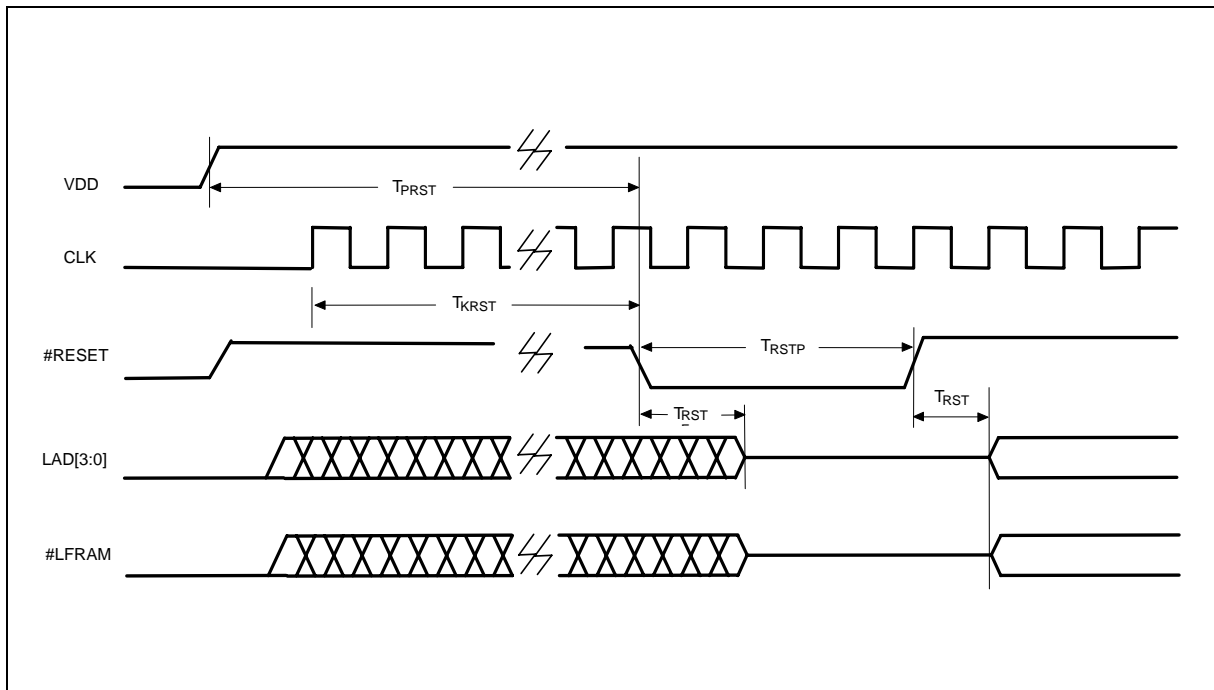 VDD
TPRST
CLK
TKRST
#RESET
TRSTP
TRST
TRST
LAD[3:0]
#LFRAM